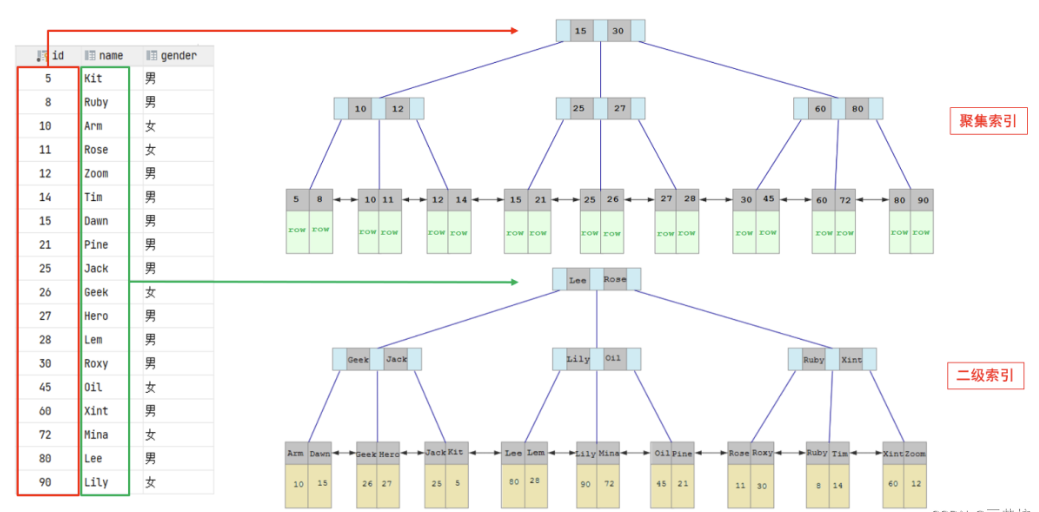 id name gender
5 Kit 男
8 Ruby 男
10 Arm 女
11 Rose 女
12 Zoom 男
14 Tim 男
15 Dawn 男
21 Pine 男
25 Jack 男
26 Geek 女
27 Hero 男
28 Lem 男
30 Roxy 男
45 Oil 女
60 Xint 男
72 Mina 女
80 Lee 男
90 Lily 女
15 30
10 12 25 27 60 80
聚集索引
5 8 10 11 12 14 15 21 25 26 27 28 30 45 60 72 80 90
row row row row row row row row row row row row row row row row row row
Lee Rose
Geek Jack Lily Oil Ruby Xint
二级索引
Arm Dawn Geek Hero Jack Kit Lee Lem Lily Mina Oil Pine Rose Roxy Ruby Tim Xint Zoom
10 15 26 27 25 5 80 28 90 72 45 21 11 30 8 14 60 12